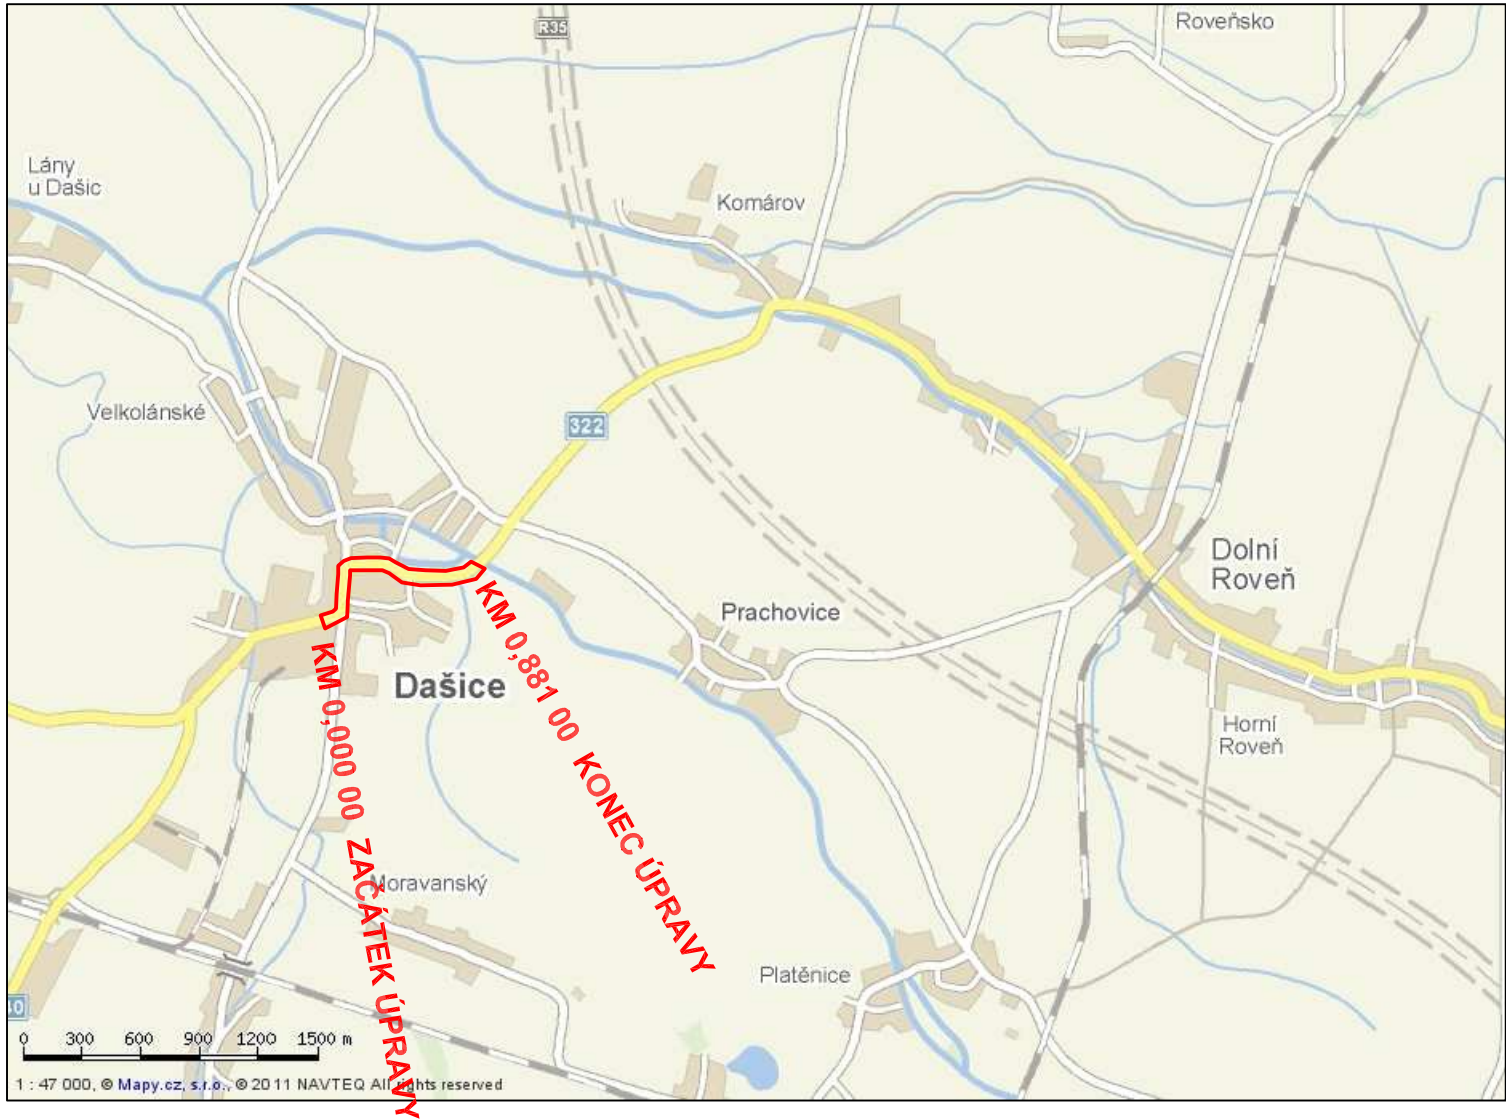 Roveňsko
R35
Lány
u Dašic
Komárov
Velkolánské
322
Dolní
Roveň
Prachovice
Dašice
KM 0,881 00 KONEC ÚPRAVY
KM 0,000 00 ZAČÁTEK ÚPRAVY
Horní
Roveň
Moravanský
Platěnice
0 300 600 900 1200 1500 m
1 : 47 000, © Mapy.cz, s.r.o., © 2011 NAVTEQ All rights reserved